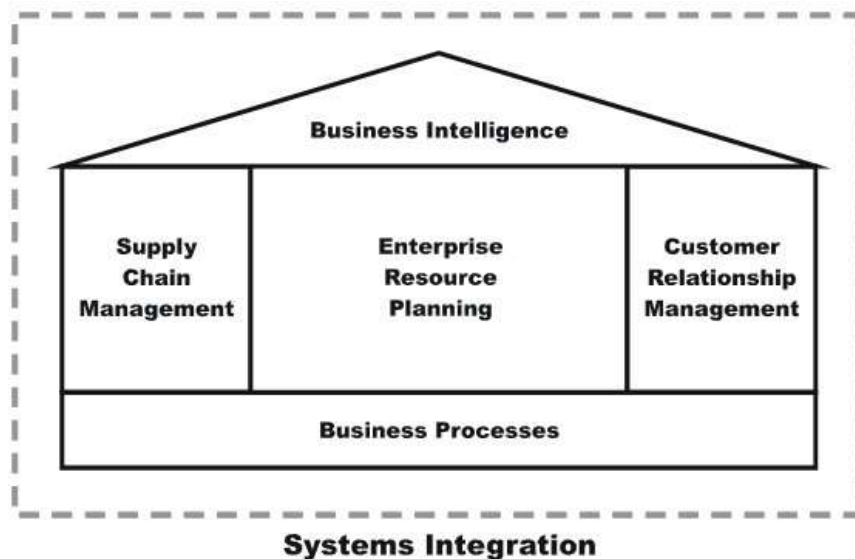 Business Intelligence
Supply
Chain
Management
Enterprise
Resource
Planning
Customer
Relationship
Management
Business Processes
Systems Integration